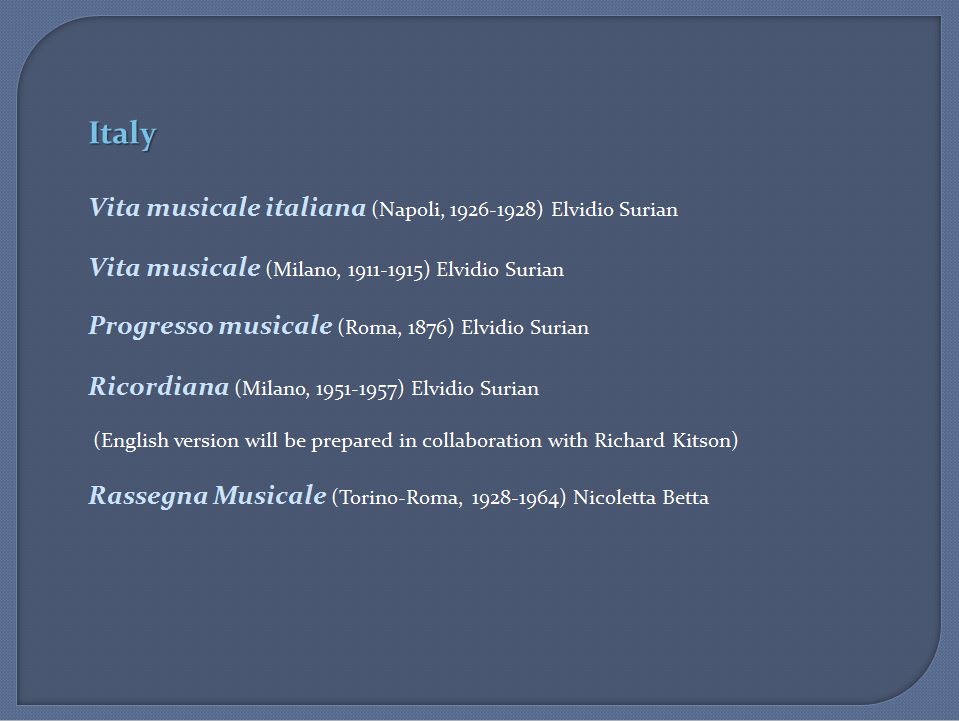 Italy
Vita musicale italiana (Napoli, 1926-1928) Elvidio Surian
Vita musicale (Milano, 1911-1915) Elvidio Surian
Progresso musicale (Roma, 1876) Elvidio Surian
Ricordiana (Milano, 1951-1957) Elvidio Surian
(English version will be prepared in collaboration with Richard Kitson)
Rassegna Musicale (Torino-Roma, 1928-1964) Nicoletta Betta